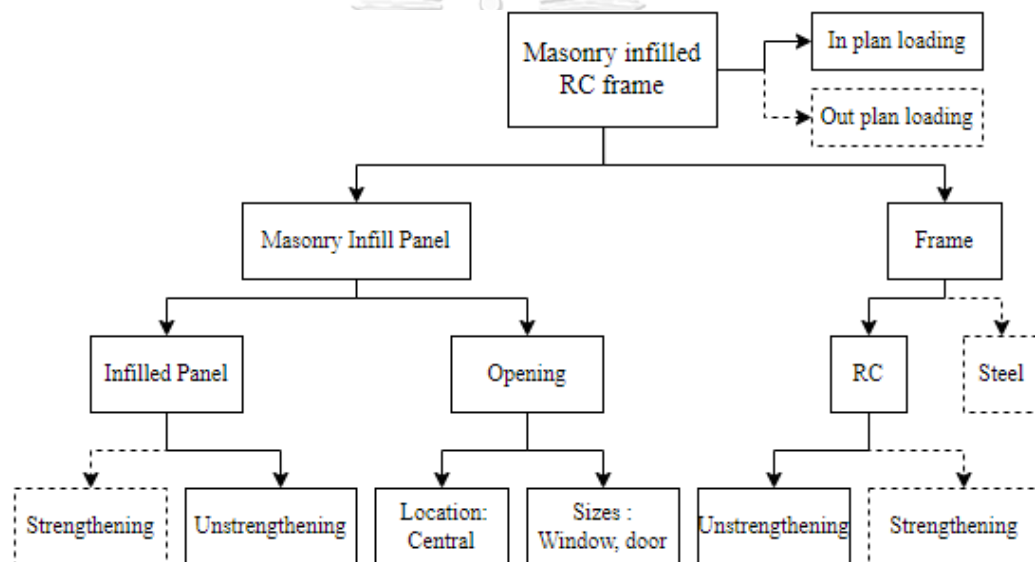 Masonry infilled
RC frame
In plan loading
Out plan loading
Masonry Infill Panel
Frame
Infilled Panel
Opening
RC
Steel
Strengthening
Unstrengthening
Location:
Central
Sizes :
Window, door
Unstrengthening
Strengthening